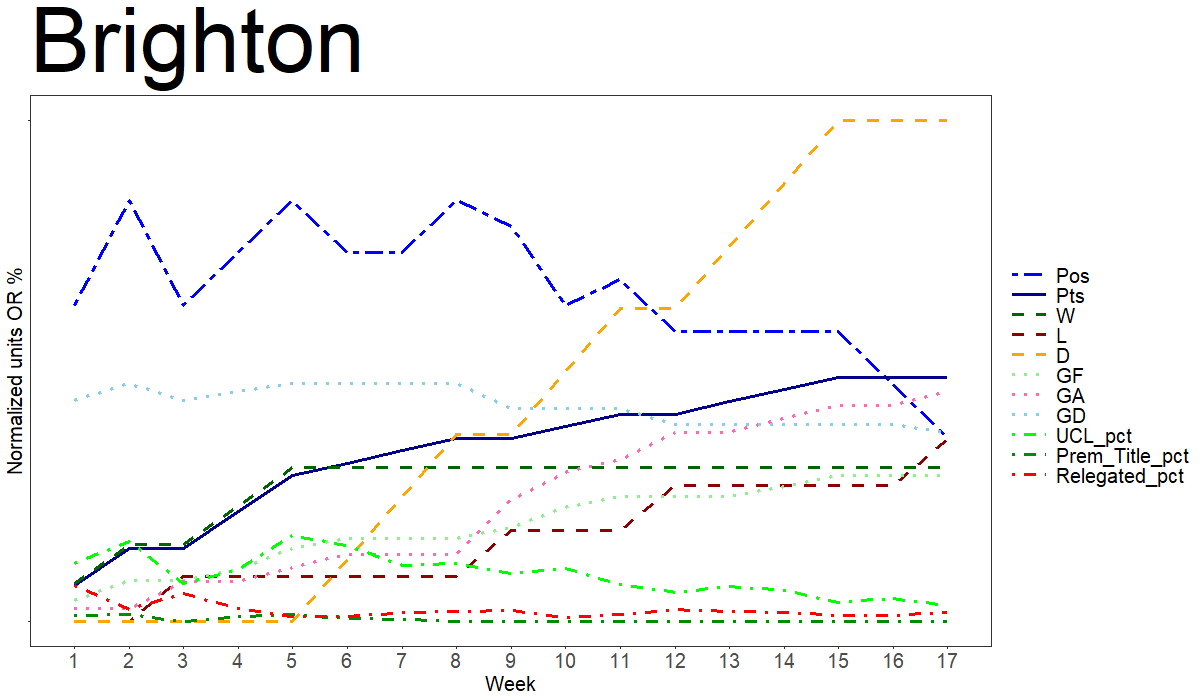 Brighton
Normalized units OR %
Pos
Pts
W
L
D
GF
GA
GD
UCL_pct
Prem_Title_pct
Relegated_pct
1 2 3 4 5 6 7 8 9 10 11 12 13 14 15 16 17
Week